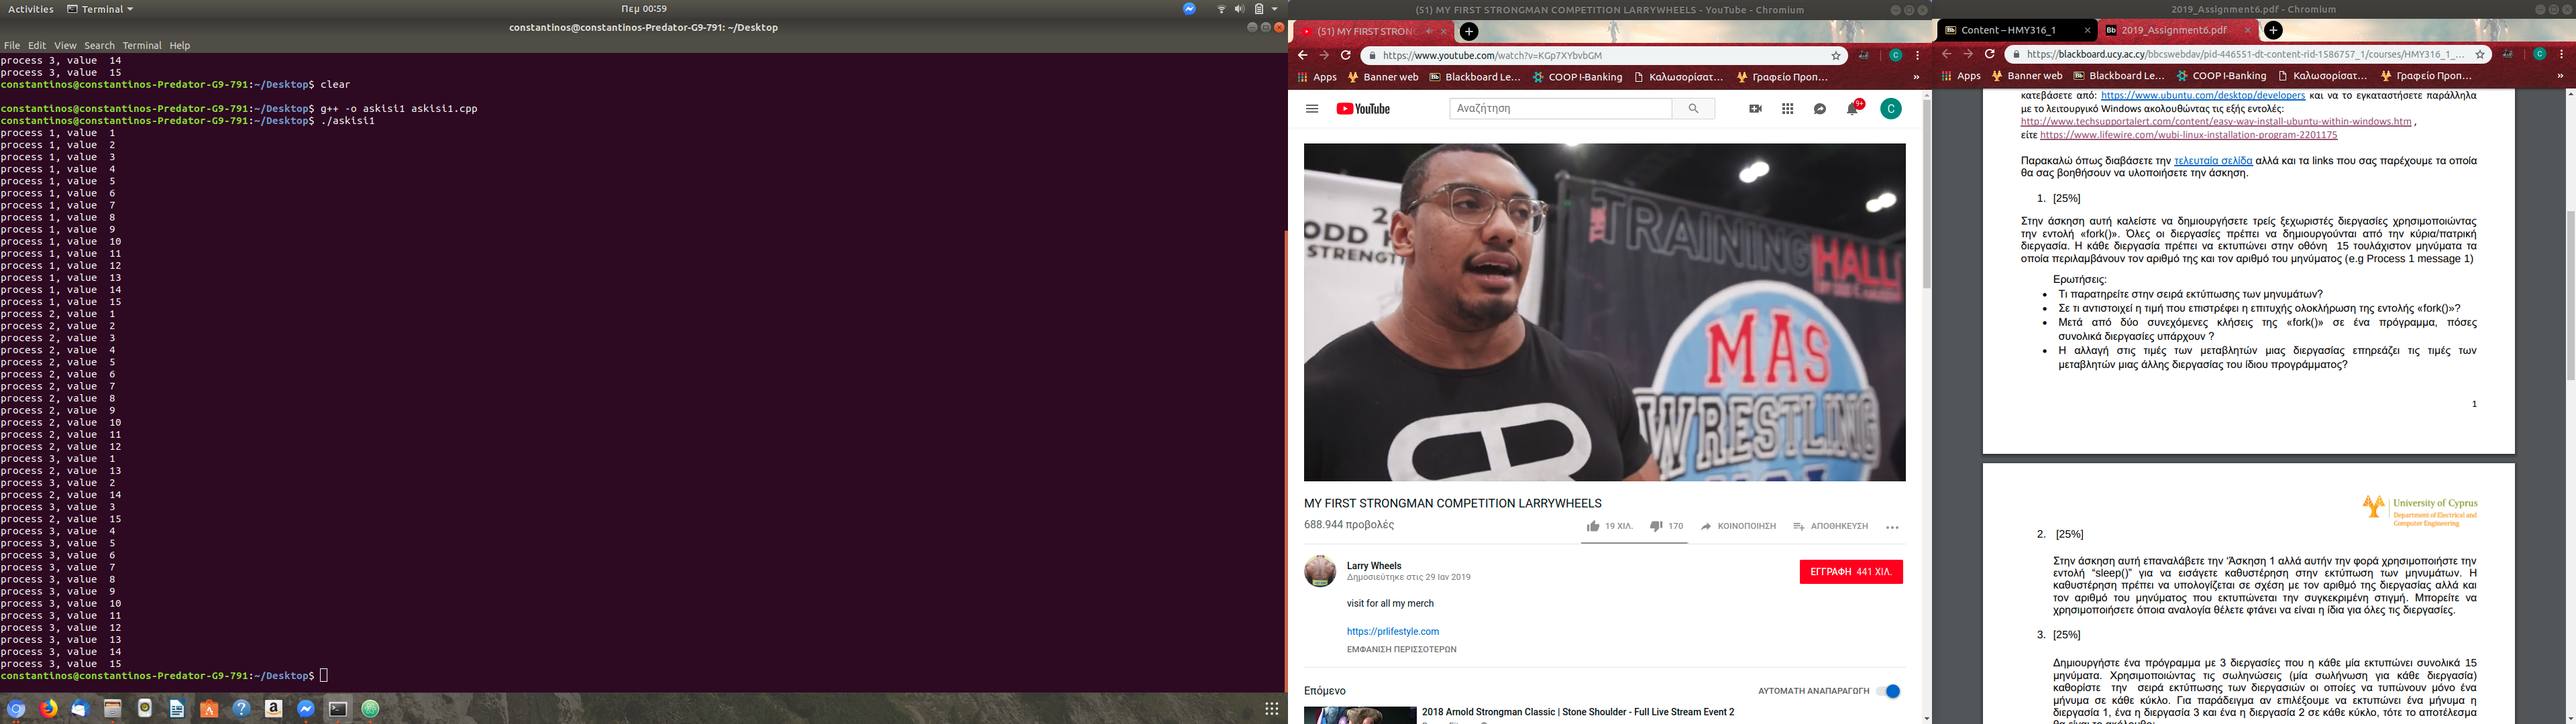 Activities
Terminal
Πεμ 00:59
constantinos@constantinos-Predator-G9-791: ~/Desktop
File Edit View Search Terminal Help
process 3, value 14
process 3, value 15
constantinos@constantinos-Predator-G9-791:~/Desktop$ clear
constantinos@constantinos-Predator-G9-791:~/Desktop$ g++ -o askisi1 askisi1.cpp
constantinos@constantinos-Predator-G9-791:~/Desktop$ ./askisi1
process 1, value 1
process 1, value 2
process 1, value 3
process 1, value 4
process 1, value 5
process 1, value 6
process 1, value 7
process 1, value 8
process 1, value 9
process 1, value 10
process 1, value 11
process 1, value 12
process 1, value 13
process 1, value 14
process 1, value 15
process 2, value 1
process 2, value 2
process 2, value 3
process 2, value 4
process 2, value 5
process 2, value 6
process 2, value 7
process 2, value 8
process 2, value 9
process 2, value 10
process 2, value 11
process 2, value 12
process 3, value 1
process 2, value 13
process 3, value 2
process 2, value 14
process 3, value 3
process 2, value 15
process 3, value 4
process 3, value 5
process 3, value 6
process 3, value 7
process 3, value 8
process 3, value 9
process 3, value 10
process 3, value 11
process 3, value 12
process 3, value 13
process 3, value 14
process 3, value 15
constantinos@constantinos-Predator-G9-791:~/Desktop$
(51) MY FIRST STRONGMAN COMPETITION LARRYWHEELS - YouTube - Chromium
(51) MY FIRST STRONG
https://www.youtube.com/watch?v=KGp7XYbvbGM
Apps Banner web Blackboard Le... COOP I-Banking Καλωσορίσατ... Γραφείο Προπ... »
YouTube
Αναζήτηση
9+
C
ODD H
STRENGTH
TRAINING
HALL
MAS
WRESTLING
MY FIRST STRONGMAN COMPETITION LARRYWHEELS
688.944 προβολές
19 ΧΙΛ. 170 ΚΟΙΝΟΠΟΙΗΣΗ ΑΠΟΘΗΚΕΥΣΗ
Larry Wheels
Δημοσιεύτηκε στις 29 Ιαν 2019
ΕΓΓΡΑΦΗ 441 ΧΙΛ.
visit for all my merch
https://prlifestyle.com
ΕΜΦΑΝΙΣΗ ΠΕΡΙΣΣΟΤΕΡΩΝ
Επόμενο
ΑΥΤΟΜΑΤΗ ΑΝΑΠΑΡΑΓΩΓΗ
2018 Arnold Strongman Classic | Stone Shoulder - Full Live Stream Event 2
2019_Assignment6.pdf - Chromium
Bb Content – HMY316_1
Bb 2019_Assignment6.pdf
https://blackboard.ucy.ac.cy/bbcswebdav/pid-446551-dt-content-rid-1586757_1/courses/HMY316_1_...
Apps Banner web Blackboard Le... COOP I-Banking Καλωσορίσατ... Γραφείο Προπ... »
κατεβάσετε από: https://www.ubuntu.com/desktop/developers και να το εγκαταστήσετε παράλληλα
με το λειτουργικό Windows ακολουθώντας τις εξής εντολές:
http://www.techsupportalert.com/content/easy-way-install-ubuntu-within-windows.htm ,
είτε https://www.lifewire.com/wubi-linux-installation-program-2201175
Παρακαλώ όπως διαβάσετε την τελευταία σελίδα αλλά και τα links που σας παρέχουμε τα οποία
θα σας βοηθήσουν να υλοποιήσετε την άσκηση.
1. [25%]
Στην άσκηση αυτή καλείστε να δημιουργήσετε τρείς ξεχωριστές διεργασίες χρησιμοποιώντας
την εντολή «fork()». Όλες οι διεργασίες πρέπει να δημιουργούνται από την κύρια/πατρική
διεργασία. Η κάθε διεργασία πρέπει να εκτυπώνει στην οθόνη 15 τουλάχιστον μηνύματα τα
οποία περιλαμβάνουν τον αριθμό της και τον αριθμό του μηνύματος (e.g Process 1 message 1)
Ερωτήσεις:
• Τι παρατηρείτε στην σειρά εκτύπωσης των μηνυμάτων?
• Σε τι αντιστοιχεί η τιμή που επιστρέφει η επιτυχής ολοκλήρωση της εντολής «fork()»?
• Μετά από δύο συνεχόμενες κλήσεις της «fork()» σε ένα πρόγραμμα, πόσες
συνολικά διεργασίες υπάρχουν ?
• Η αλλαγή στις τιμές των μεταβλητών μιας διεργασίας επηρεάζει τις τιμές των
μεταβλητών μιας άλλης διεργασίας του ίδιου προγράμματος?
1
University of Cyprus
Department of Electrical and
Computer Engineering
2. [25%]
Στην άσκηση αυτή επαναλάβετε την 'Άσκηση 1 αλλά αυτήν την φορά χρησιμοποιήστε την
εντολή “sleep()” για να εισάγετε καθυστέρηση στην εκτύπωση των μηνυμάτων. Η
καθυστέρηση πρέπει να υπολογίζεται σε σχέση με τον αριθμό της διεργασίας αλλά και
τον αριθμό του μηνύματος που εκτυπώνεται την συγκεκριμένη στιγμή. Μπορείτε να
χρησιμοποιήσετε όποια αναλογία θέλετε φτάνει να είναι η ίδια για όλες τις διεργασίες.
3. [25%]
Δημιουργήστε ένα πρόγραμμα με 3 διεργασίες που η κάθε μία εκτυπώνει συνολικά 15
μηνύματα. Χρησιμοποιώντας τις σωληνώσεις (μία σωλήνωση για κάθε διεργασία)
καθορίστε την σειρά εκτύπωσης των διεργασιών οι οποίες να τυπώνουν μόνο ένα
μήνυμα σε κάθε κύκλο. Για παράδειγμα αν επιλέξουμε να εκτυπώνει ένα μήνυμα η
διεργασία 1, ένα η διεργασία 3 και ένα η διεργασία 2 σε κάθε κύκλο, τότε το αποτέλεσμα